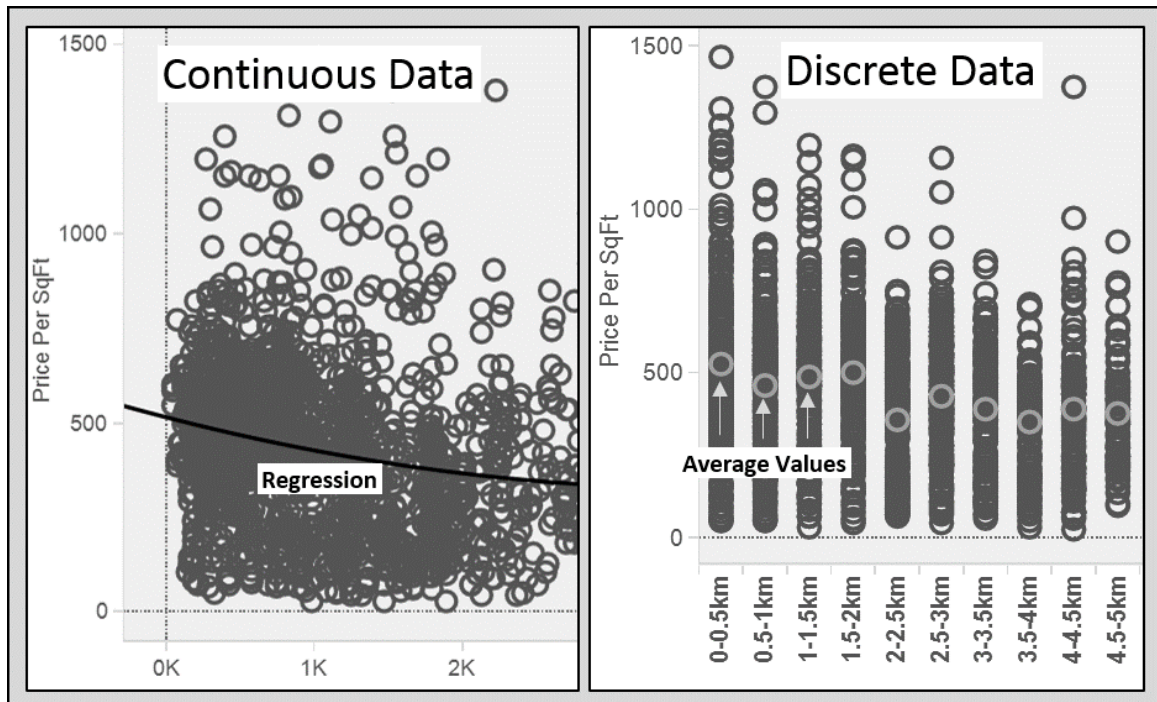 Continuous Data
1500
1000
500
0
Price Per SqFt
Regression
0K
1K
2K
Discrete Data
1500
1000
500
0
Price Per SqFt
Average Values
0-0.5km
0.5-1km
1-1.5km
1.5-2km
2-2.5km
2.5-3km
3-3.5km
3.5-4km
4-4.5km
4.5-5km